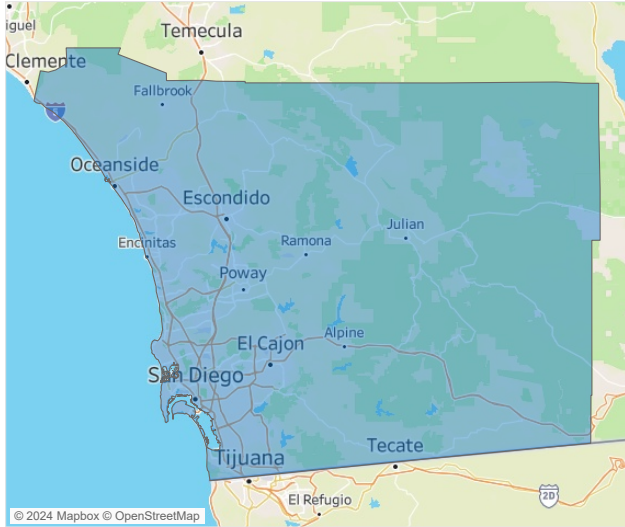 iguel
Temecula
Clemente
Fallbrook
5
Oceanside
Escondido
Julian
Encinitas
Ramona
Poway
Alpine
El Cajon
San Diego
Tecate
Tijuana
El Refugio
2D
© 2024 Mapbox © OpenStreetMap